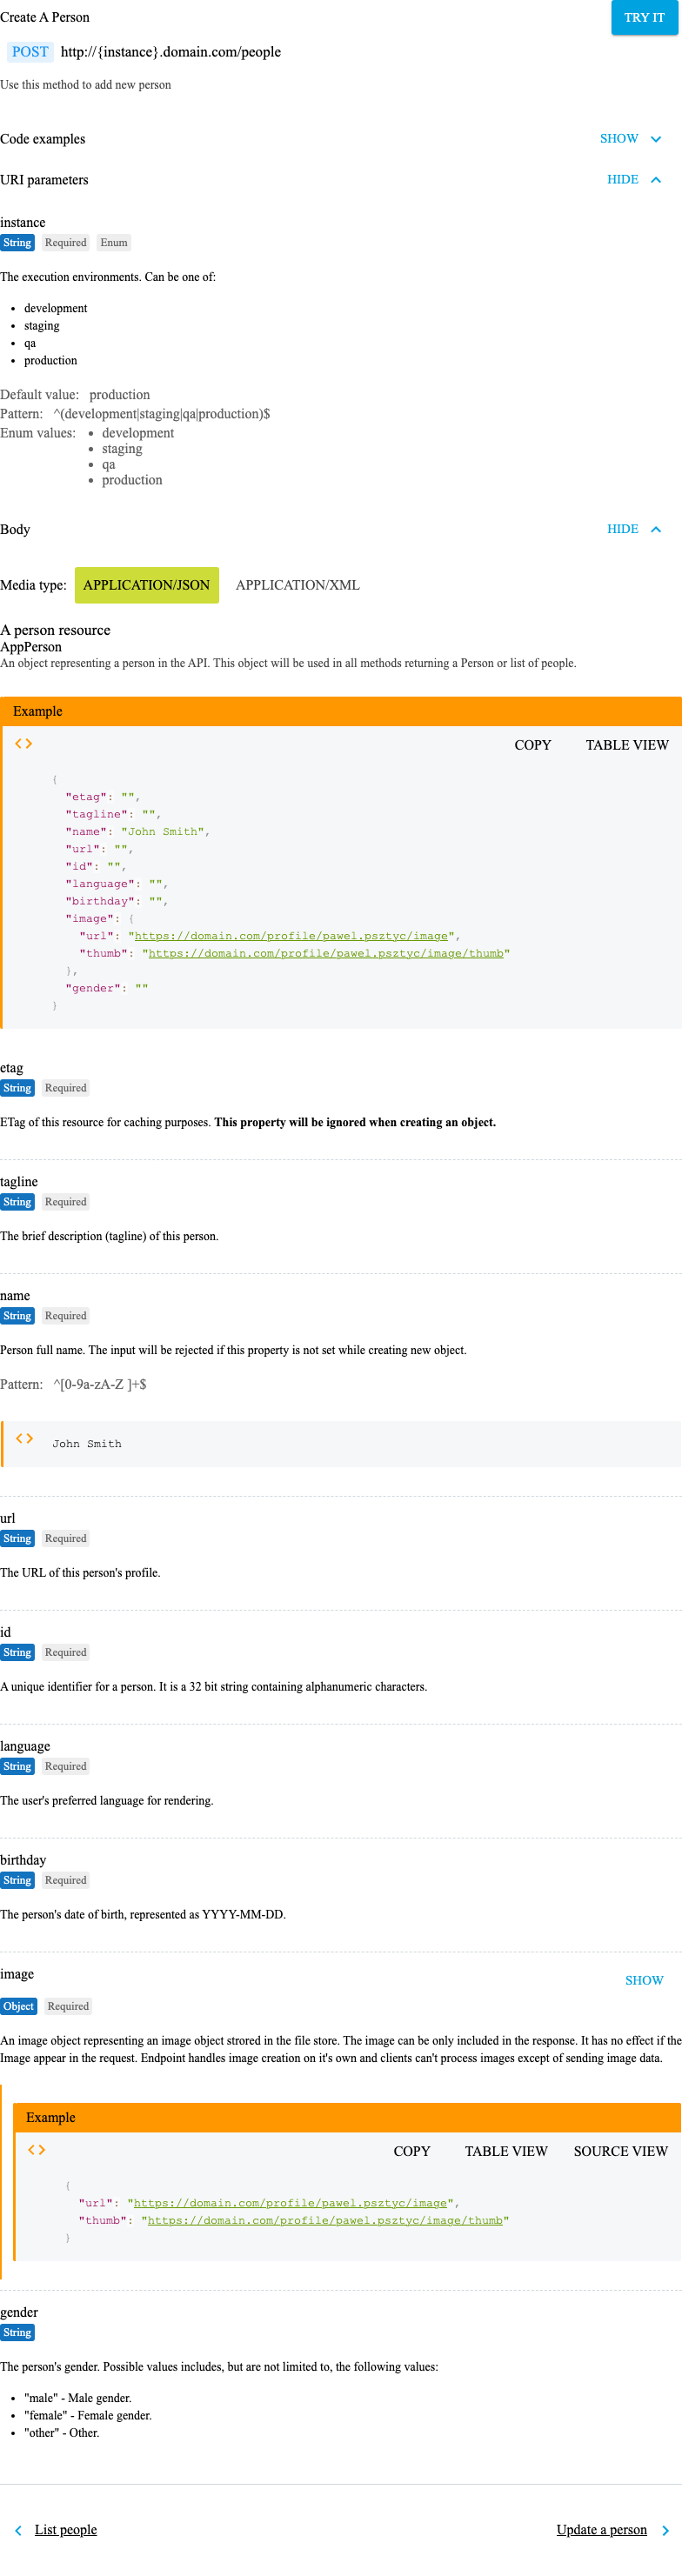 Create A Person
TRY IT
POST http://{instance}.domain.com/people
Use this method to add new person
Code examples
SHOW
URI parameters
HIDE
instance
String Required Enum
The execution environments. Can be one of:
• development
• staging
• qa
• production
Default value: production
Pattern: ^(development|staging|qa|production)$
Enum values: • development
• staging
• qa
• production
Body
HIDE
Media type: APPLICATION/JSON APPLICATION/XML
A person resource
AppPerson
An object representing a person in the API. This object will be used in all methods returning a Person or list of people.
Example
COPY TABLE VIEW
{
"etag": "",
"tagline": "",
"name": "John Smith",
"url": "",
"id": "",
"language": "",
"birthday": "",
"image": {
"url": "https://domain.com/profile/pawel.psztyc/image",
"thumb": "https://domain.com/profile/pawel.psztyc/image/thumb"
},
"gender": ""
}
etag
String Required
ETag of this resource for caching purposes. This property will be ignored when creating an object.
tagline
String Required
The brief description (tagline) of this person.
name
String Required
Person full name. The input will be rejected if this property is not set while creating new object.
Pattern: ^[0-9a-zA-Z ]+$
John Smith
url
String Required
The URL of this person's profile.
id
String Required
A unique identifier for a person. It is a 32 bit string containing alphanumeric characters.
language
String Required
The user's preferred language for rendering.
birthday
String Required
The person's date of birth, represented as YYYY-MM-DD.
image
SHOW
Object Required
An image object representing an image object strored in the file store. The image can be only included in the response. It has no effect if the
Image appear in the request. Endpoint handles image creation on it's own and clients can't process images except of sending image data.
Example
COPY TABLE VIEW SOURCE VIEW
{
"url": "https://domain.com/profile/pawel.psztyc/image",
"thumb": "https://domain.com/profile/pawel.psztyc/image/thumb"
}
gender
String
The person's gender. Possible values includes, but are not limited to, the following values:
• "male" - Male gender.
• "female" - Female gender.
• "other" - Other.
List people
Update a person